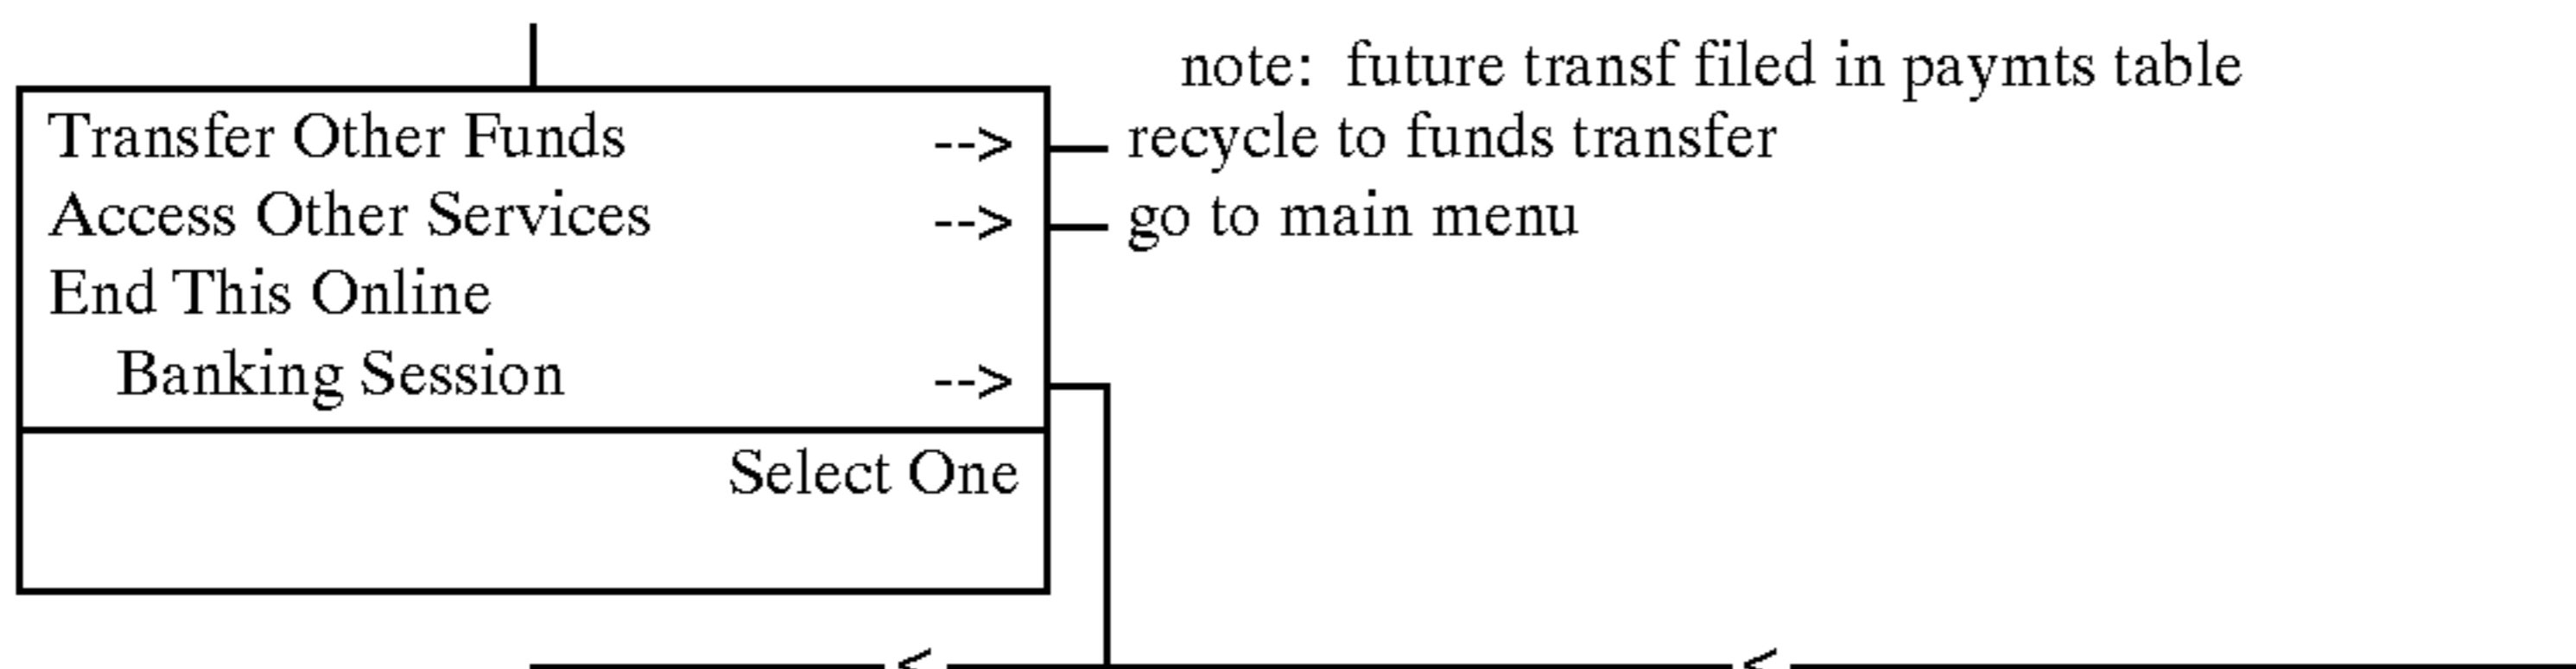 note: future transf filed in paymts table
Transfer Other Funds --> recycle to funds transfer
Access Other Services --> go to main menu
End This Online
Banking Session -->
Select One
< <